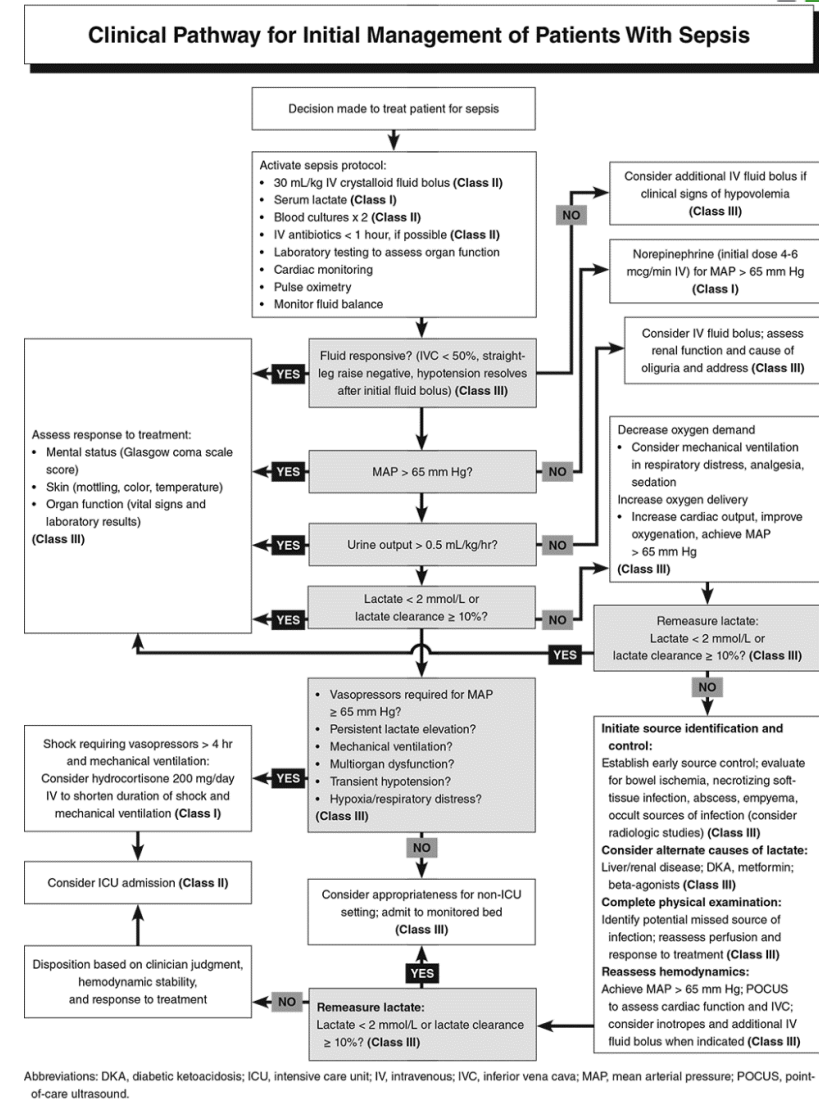 Clinical Pathway for Initial Management of Patients With Sepsis
Decision made to treat patient for sepsis
Activate sepsis protocol:
• 30 mL/kg IV crystalloid fluid bolus (Class II)
• Serum lactate (Class I)
• Blood cultures x 2 (Class II)
• IV antibiotics < 1 hour, if possible (Class II)
• Laboratory testing to assess organ function
• Cardiac monitoring
• Pulse oximetry
• Monitor fluid balance
NO
Consider additional IV fluid bolus if
clinical signs of hypovolemia
(Class III)
Norepinephrine (initial dose 4-6
mcg/min IV) for MAP > 65 mm Hg
(Class I)
Consider IV fluid bolus; assess
renal function and cause of
oliguria and address (Class III)
Fluid responsive? (IVC < 50%, straight-
leg raise negative, hypotension resolves
after initial fluid bolus) (Class III)
YES
Assess response to treatment:
• Mental status (Glasgow coma scale
score)
• Skin (mottling, color, temperature)
• Organ function (vital signs and
laboratory results)
(Class III)
YES
MAP > 65 mm Hg?
NO
YES
Urine output > 0.5 mL/kg/hr?
NO
YES
Lactate < 2 mmol/L or
lactate clearance ≥ 10%?
NO
Decrease oxygen demand
• Consider mechanical ventilation
in respiratory distress, analgesia,
sedation
Increase oxygen delivery
• Increase cardiac output, improve
oxygenation, achieve MAP
> 65 mm Hg
(Class III)
Remeasure lactate:
Lactate < 2 mmol/L or
lactate clearance ≥ 10%? (Class III)
YES
NO
• Vasopressors required for MAP
≥ 65 mm Hg?
• Persistent lactate elevation?
• Mechanical ventilation?
• Multiorgan dysfunction?
• Transient hypotension?
• Hypoxia/respiratory distress?
(Class III)
YES
Shock requiring vasopressors > 4 hr
and mechanical ventilation:
Consider hydrocortisone 200 mg/day
IV to shorten duration of shock and
mechanical ventilation (Class I)
Consider ICU admission (Class II)
Disposition based on clinician judgment,
hemodynamic stability,
and response to treatment
NO
Consider appropriateness for non-ICU
setting; admit to monitored bed
(Class III)
YES
NO
Remeasure lactate:
Lactate < 2 mmol/L or lactate clearance
≥ 10%? (Class III)
Initiate source identification and
control:
Establish early source control; evaluate
for bowel ischemia, necrotizing soft-
tissue infection, abscess, empyema,
occult sources of infection (consider
radiologic studies) (Class III)
Consider alternate causes of lactate:
Liver/renal disease; DKA, metformin;
beta-agonists (Class III)
Complete physical examination:
Identify potential missed source of
infection; reassess perfusion and
response to treatment (Class III)
Reassess hemodynamics:
Achieve MAP > 65 mm Hg; POCUS
to assess cardiac function and IVC;
consider inotropes and additional IV
fluid bolus when indicated (Class III)
Abbreviations: DKA, diabetic ketoacidosis; ICU, intensive care unit; IV, intravenous; IVC, inferior vena cava; MAP, mean arterial pressure; POCUS, point-
of-care ultrasound.